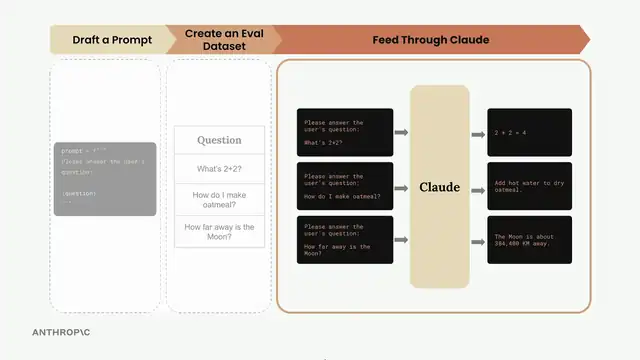 Draft a Prompt
Create an Eval
Dataset
Feed Through Claude
prompt = f"""
Please answer the user's
question:
{question}
"""
Question
What's 2+2?
How do I make
oatmeal?
How far away is the
Moon?
Please answer the
user's question:
What's 2+2?
Please answer the
user's question:
How do I make oatmeal?
Please answer the
user's question:
How far away is the
Moon?
Claude
2 + 2 = 4
Add hot water to dry
oatmeal.
The Moon is about
384,400 KM away.
ANTHROP\C